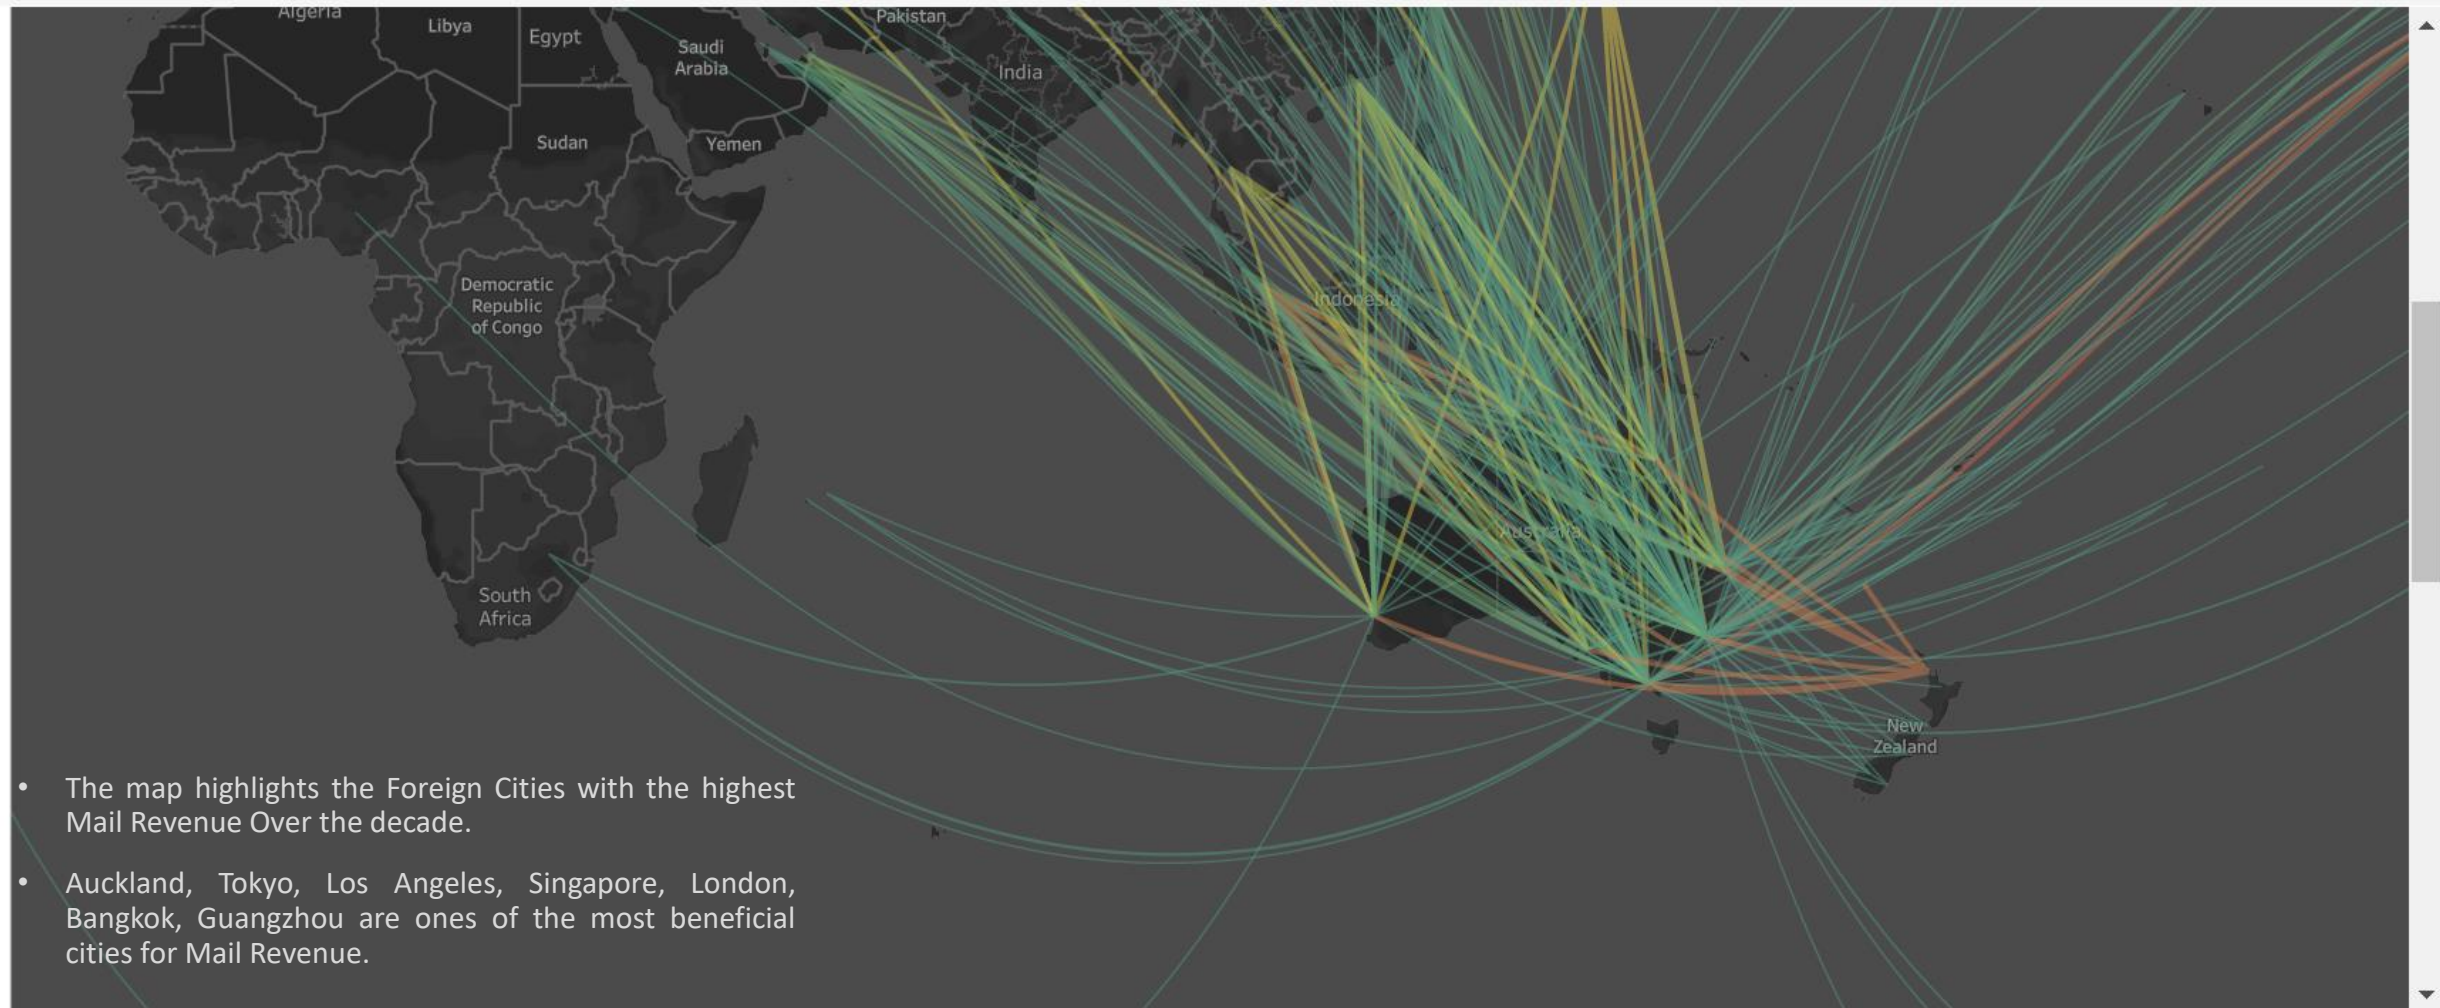 Algeria
Libya
Egypt
Saudi
Arabia
Pakistan
India
Sudan
Yemen
Democratic
Republic
of Congo
Indonesia
Australia
South
Africa
New
Zealand
• The map highlights the Foreign Cities with the highest
Mail Revenue Over the decade.
• Auckland, Tokyo, Los Angeles, Singapore, London,
Bangkok, Guangzhou are ones of the most beneficial
cities for Mail Revenue.